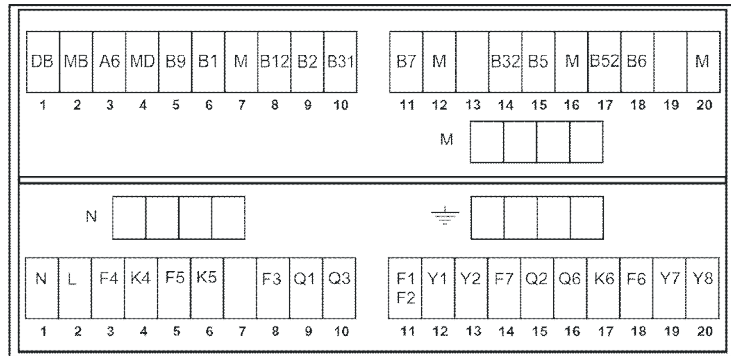 DB MB A6 MD B9 B1 M B12 B2 B31 B7 M B32 B5 M B52 B6 M
1 2 3 4 5 6 7 8 9 10 11 12 13 14 15 16 17 18 19 20
M
N
N L F4 K4 F5 K5 F3 Q1 Q3 F1 Y1 Y2 F7 Q2 Q6 K6 F6 Y7 Y8
F2
1 2 3 4 5 6 7 8 9 10 11 12 13 14 15 16 17 18 19 20